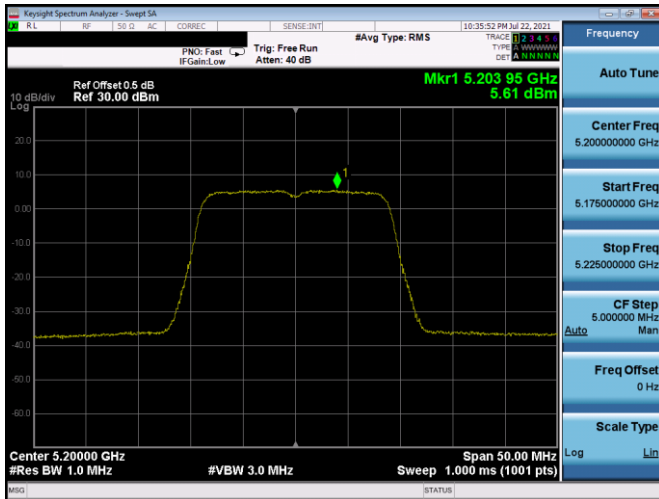 Keysight Spectrum Analyzer - Swept SA
RL RF 50 Ω AC CORREC SENSE:INT 10:35:52 PM Jul 22, 2021
#Avg Type: RMS TRACE 1 2 3 4 5 6
PNO: Fast Trig: Free Run TYPE A WWWWW
IFGain:Low Atten: 40 dB DET A N N N N N
Ref Offset 0.5 dB Mkr1 5.203 95 GHz
10 dB/div Ref 30.00 dBm 5.61 dBm
Log
1
20.0
10.0
0.00
-10.0
-20.0
-30.0
-40.0
-50.0
-60.0
Center 5.20000 GHz Span 50.00 MHz
#Res BW 1.0 MHz #VBW 3.0 MHz Sweep 1.000 ms (1001 pts)
MSG STATUS
Frequency
Auto Tune
Center Freq
5.200000000 GHz
Start Freq
5.175000000 GHz
Stop Freq
5.225000000 GHz
CF Step
5.000000 MHz
Auto Man
Freq Offset
0 Hz
Scale Type
Log Lin